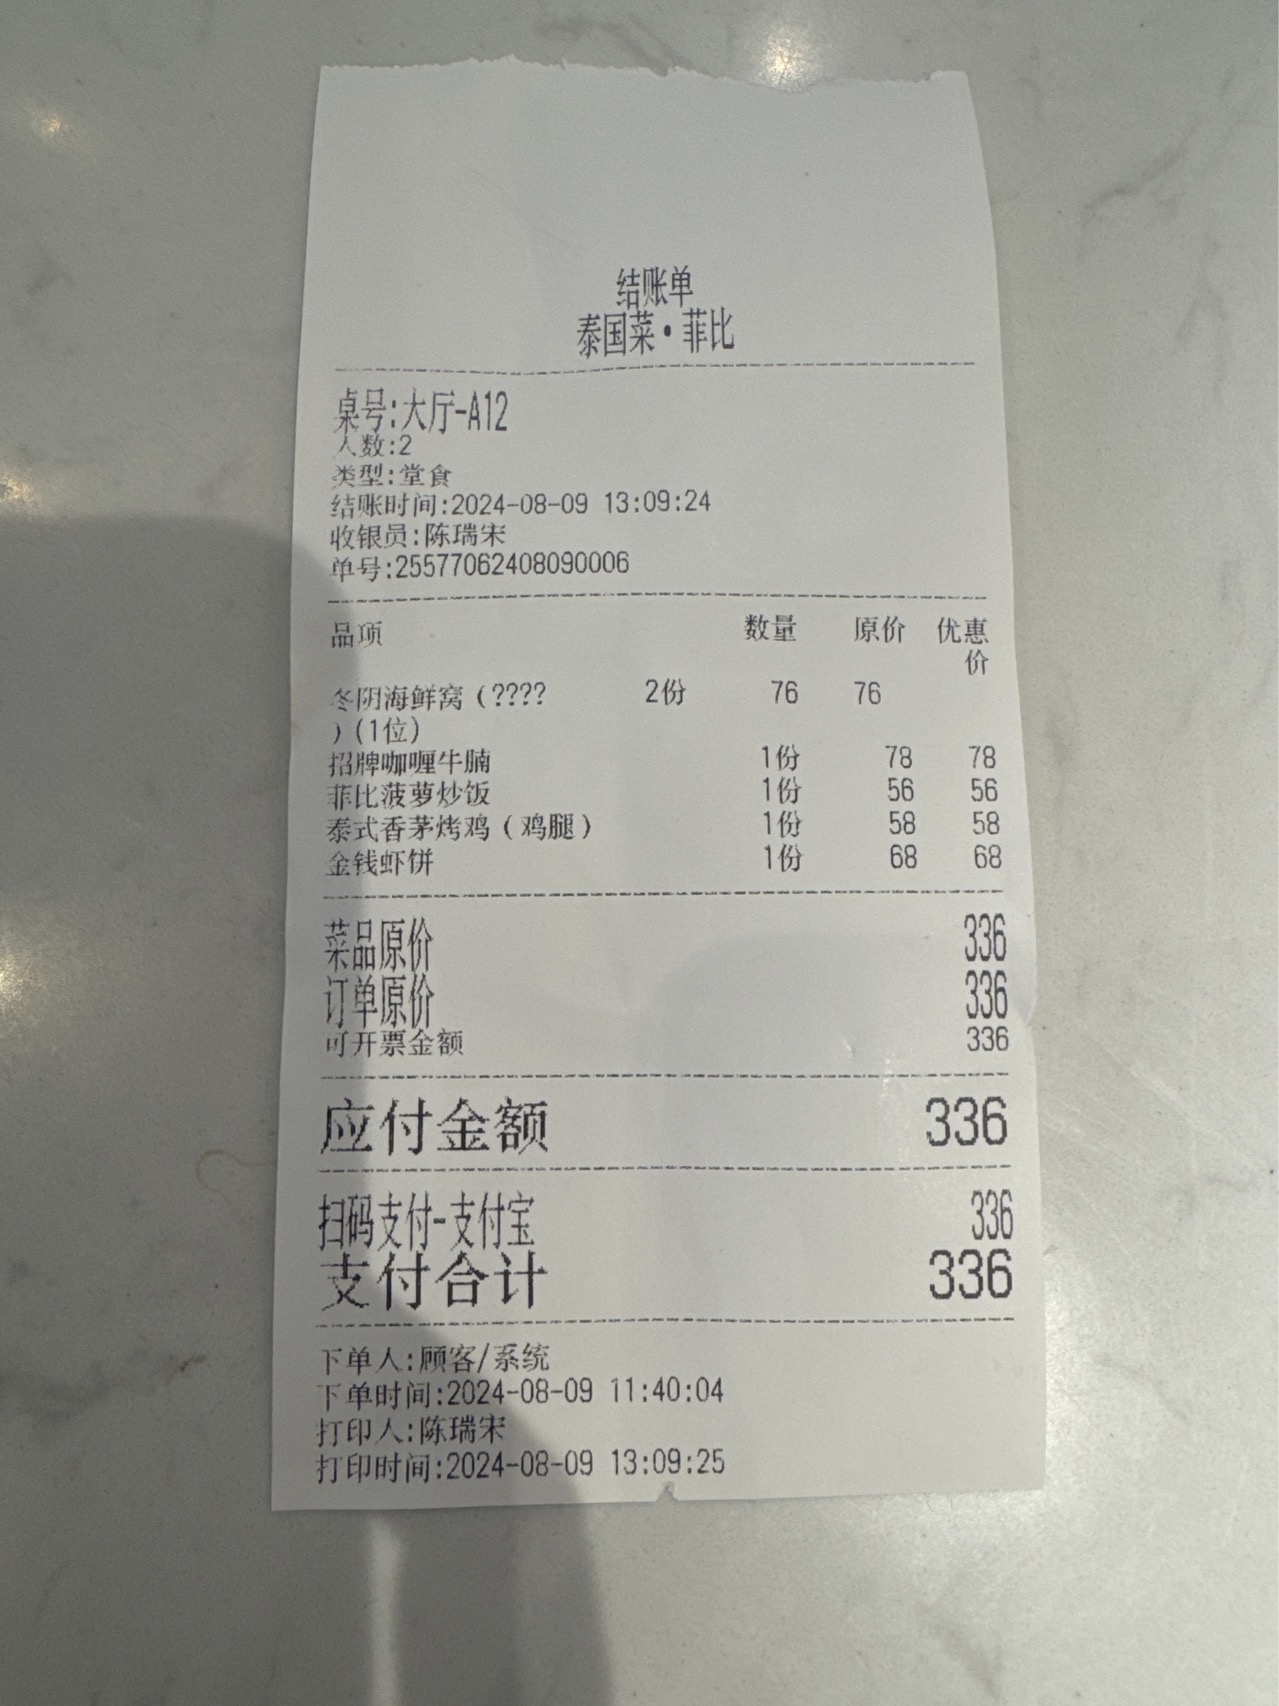 结账单
泰国菜·菲比
桌号:大厅-A12
人数:2
类型:堂食
结账时间:2024-08-09 13:09:24
收银员:陈瑞宋
单号:25577062408090006
品项 数量 原价 优惠
价
冬阴海鲜窝(???? 2份 76 76
)(1位)
招牌咖喱牛腩 1份 78 78
菲比菠萝炒饭 1份 56 56
泰式香茅烤鸡(鸡腿) 1份 58 58
金钱虾饼 1份 68 68
菜品原价 336
订单原价 336
可开票金额 336
应付金额 336
扫码支付-支付宝 336
支付合计 336
下单人:顾客/系统
下单时间:2024-08-09 11:40:04
打印人:陈瑞宋
打印时间:2024-08-09 13:09:25